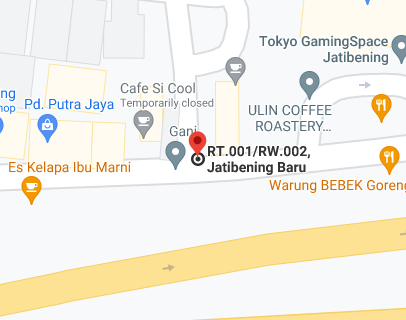 Tokyo GamingSpace
Jatibening
Cafe Si Cool
Temporarily closed
ng
Pd. Putra Jaya
ULIN COFFEE
ROASTERY...
Gani
RT.001/RW.002,
Jatibening Baru
Es Kelapa Ibu Marni
Warung BEBEK Goreng